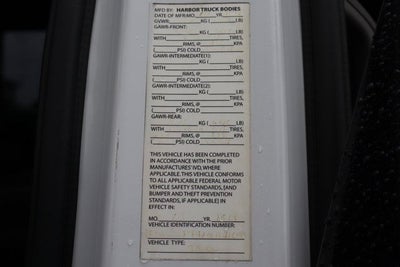 MFD BY: HARBOR TRUCK BODIES
DATE OF MFR: MO YR
GVWR: KG ( LB)
GAWR-FRONT:
KG ( LB)
WITH TIRES,
RIMS, @ KPA
( PSI) COLD
GAWR-INTERMEDIATE(1):
KG ( LB)
WITH TIRES,
RIMS, @ KPA
( PSI) COLD
GAWR-INTERMEDIATE(2):
KG ( LB)
WITH TIRES,
RIMS, @ KPA
( PSI) COLD
GAWR-REAR:
KG ( LB)
WITH TIRES,
RIMS, @ KPA
( PSI) COLD
THIS VEHICLE HAS BEEN COMPLETED
IN ACCORDANCE WITH THE PRIOR
MANUFACTURES' IVD, WHERE
APPLICABLE. THIS VEHICLE CONFORMS
TO ALL APPLICABLE FEDERAL MOTOR
VEHICLE SAFETY STANDARDS, [AND
BUMPER AND THEFT PREVENTION
STANDARDS, IF APPLICABLE] IN
EFFECT IN:
MO YR.
VEHICLE IDENTIFICATION NUMBER:
VEHICLE TYPE: